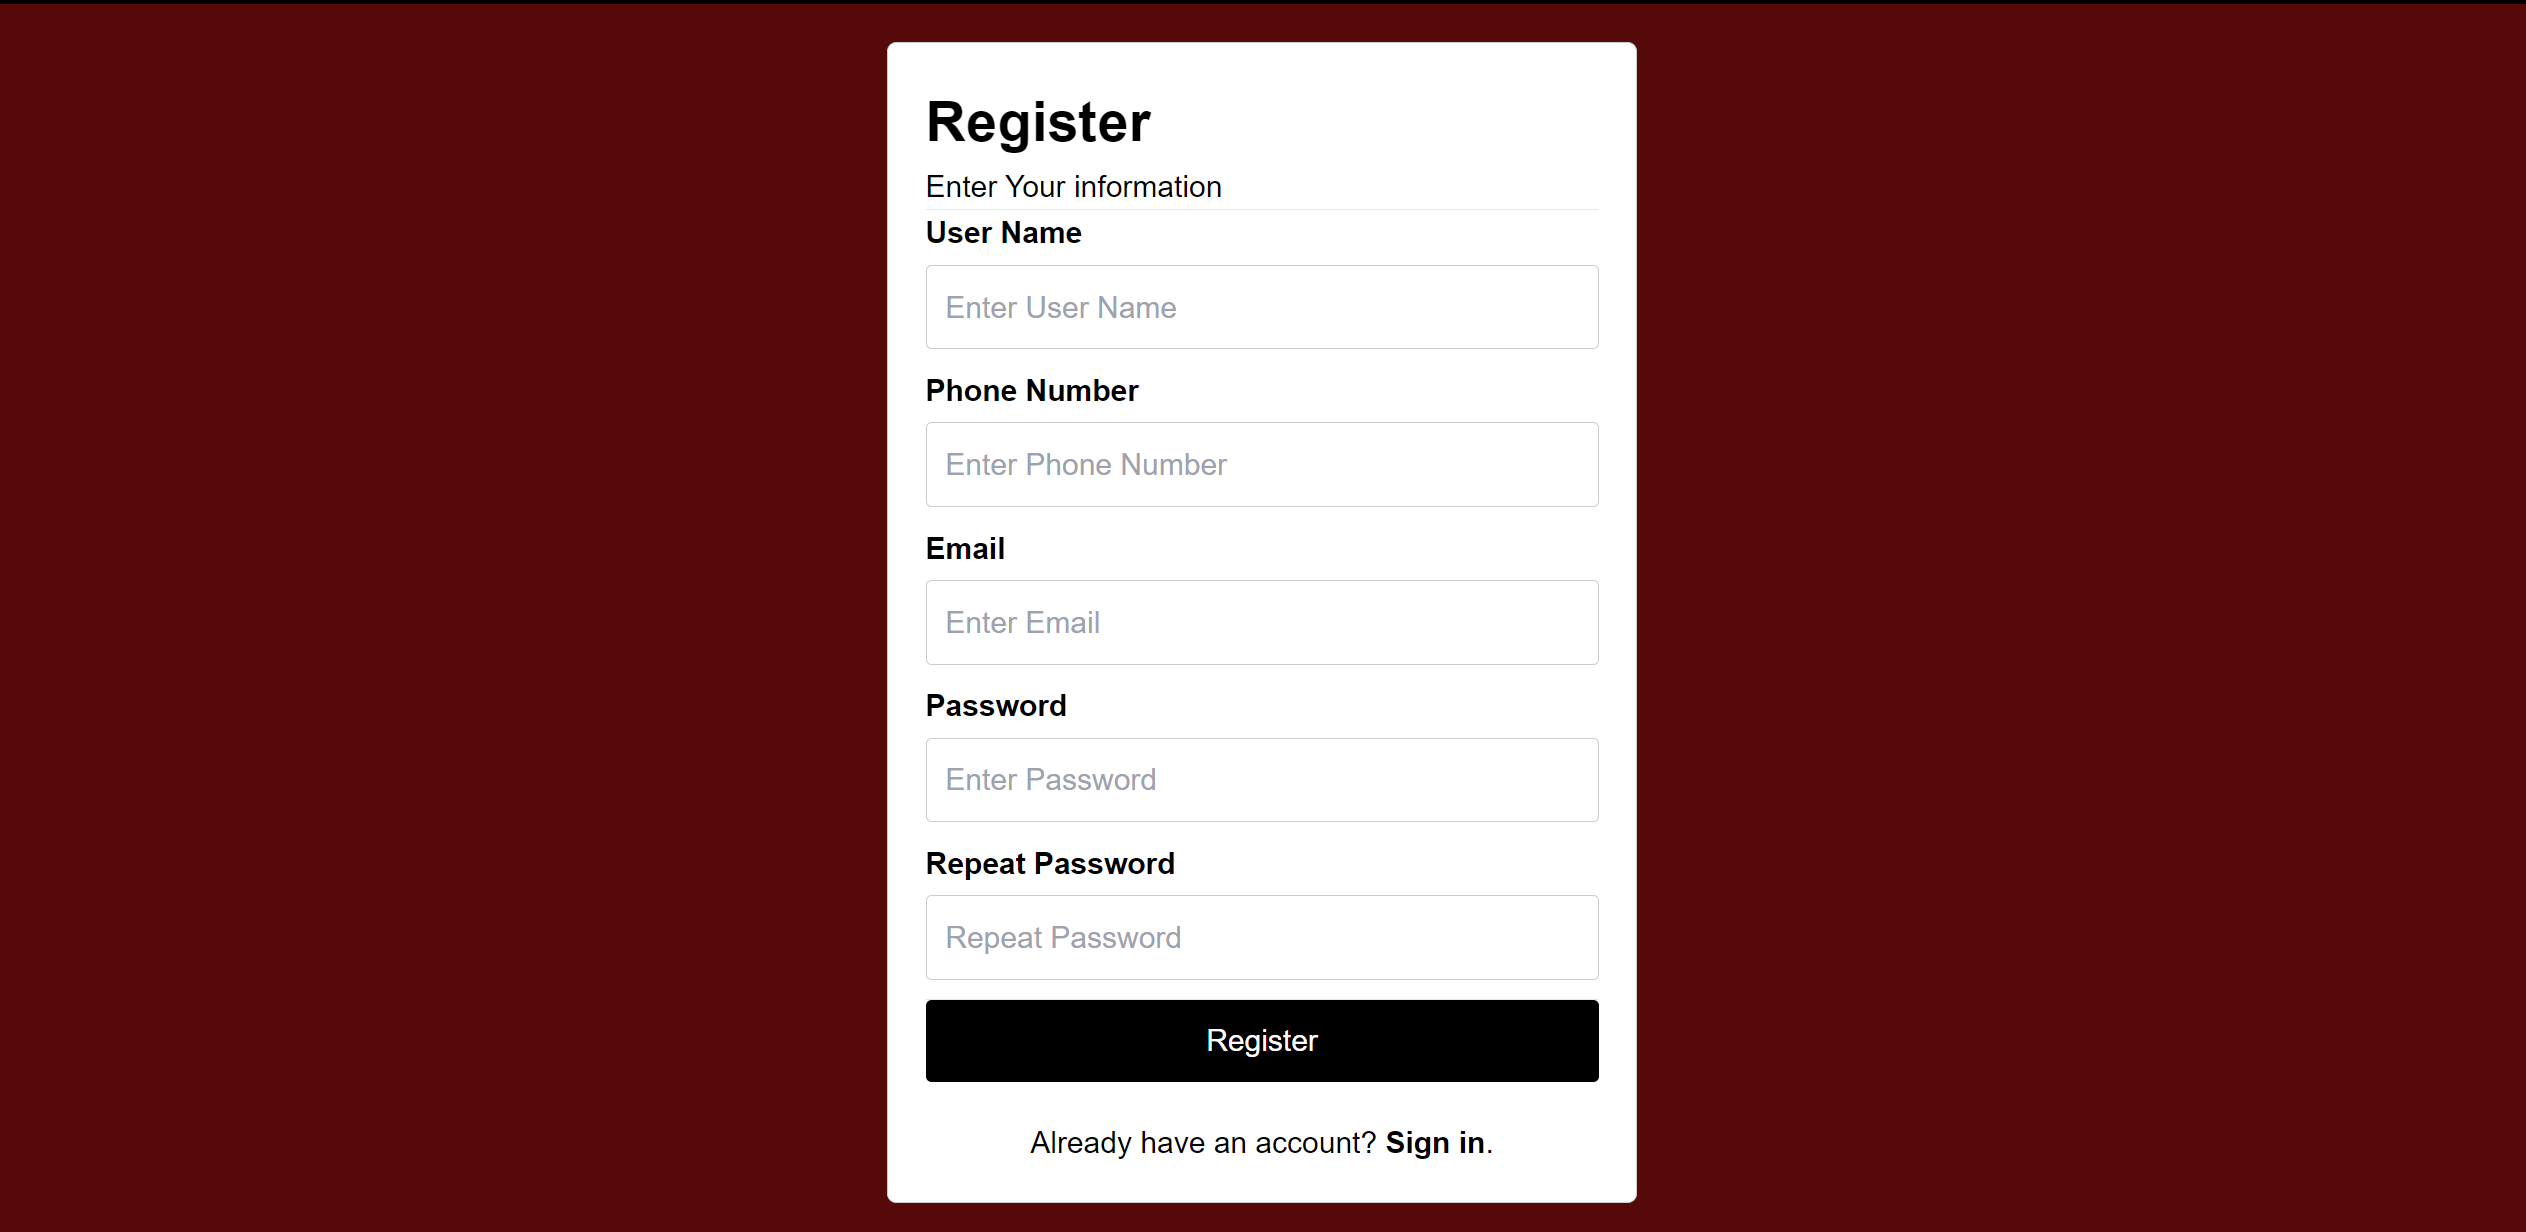 Register
Enter Your information
User Name
Enter User Name
Phone Number
Enter Phone Number
Email
Enter Email
Password
Enter Password
Repeat Password
Repeat Password
Register
Already have an account? Sign in.